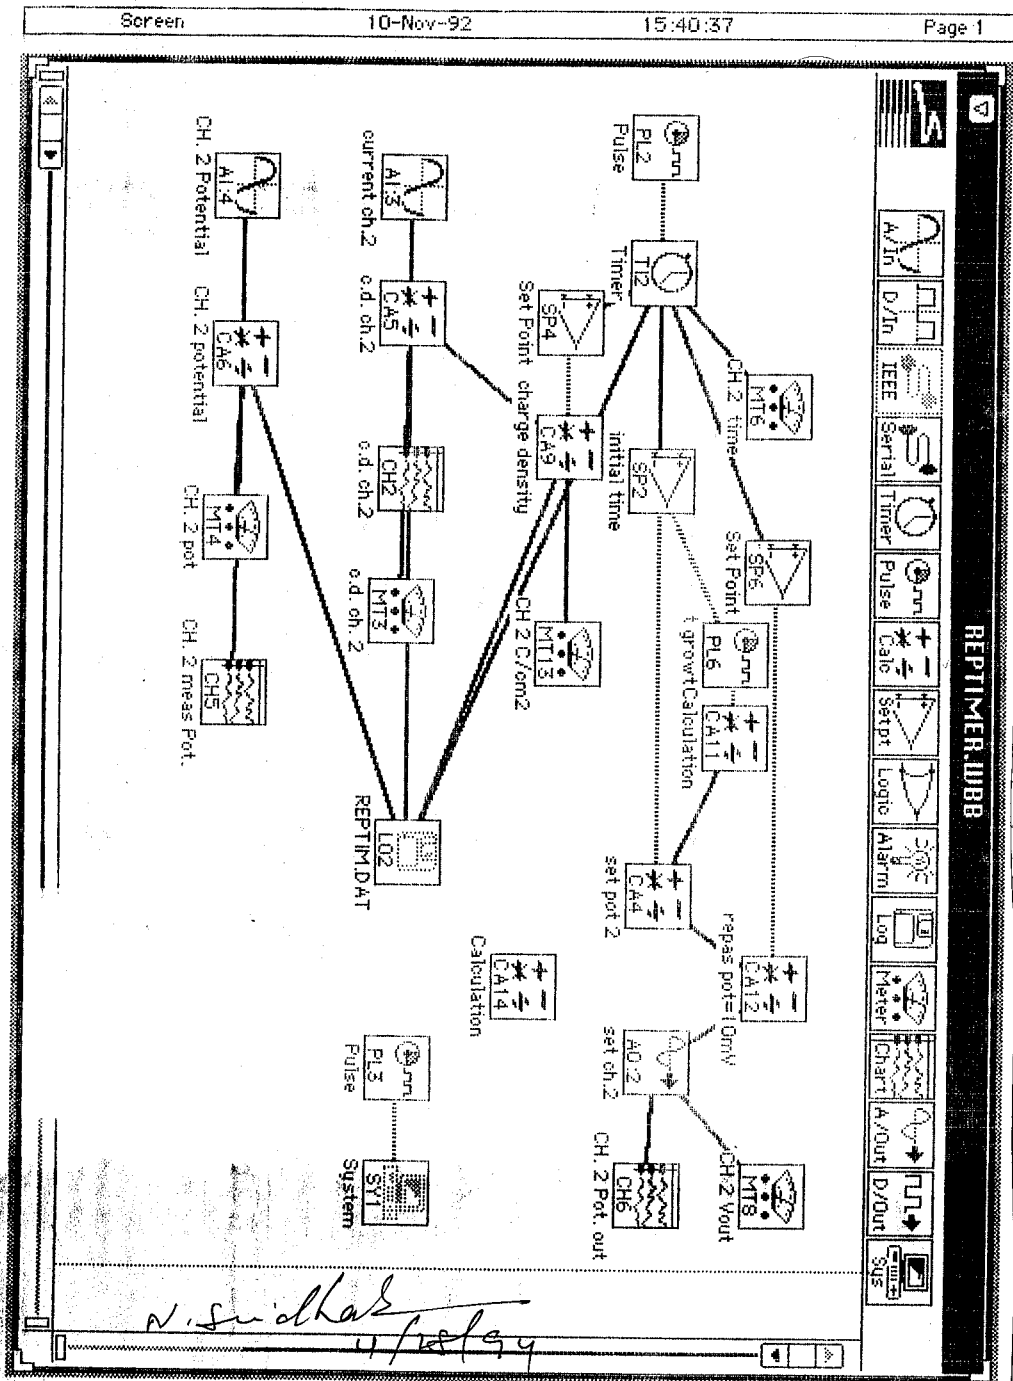 Screen 10-Nov-92 15:40:37 Page 1
REPTIMER.WBB
A/In D/In IEEE Serial Timer Pulse Calc Setpt Logic Alarm Log Meter Chart A/Out D/Out Sys
PL2
Pulse
TI2
Timer
MT6
CH.2 time
SP6
Set Point
SP4
Set Point
SP2
initial time
PL6
t growt
CA11
Calculation
CA9
charge density
MT13
CH 2 C/cm2
CA4
set pot 2
CA12
repas pot=10mV
AO:2
set ch.2
MT8
CH.2 Vout
CH6
CH. 2 Pot. out
AI:3
current ch.2
CA5
c.d. ch.2
CH2
c.d. ch.2
MT3
c.d. ch. 2
LO2
REPTIM.DAT
CA14
Calculation
PL3
Pulse
SY1
System
AI:4
CH. 2 Potential
CA6
CH. 2 potential
MT4
CH. 2 pot
CH5
CH. 2 meas Pot.
N. Sridhar
4/28/94